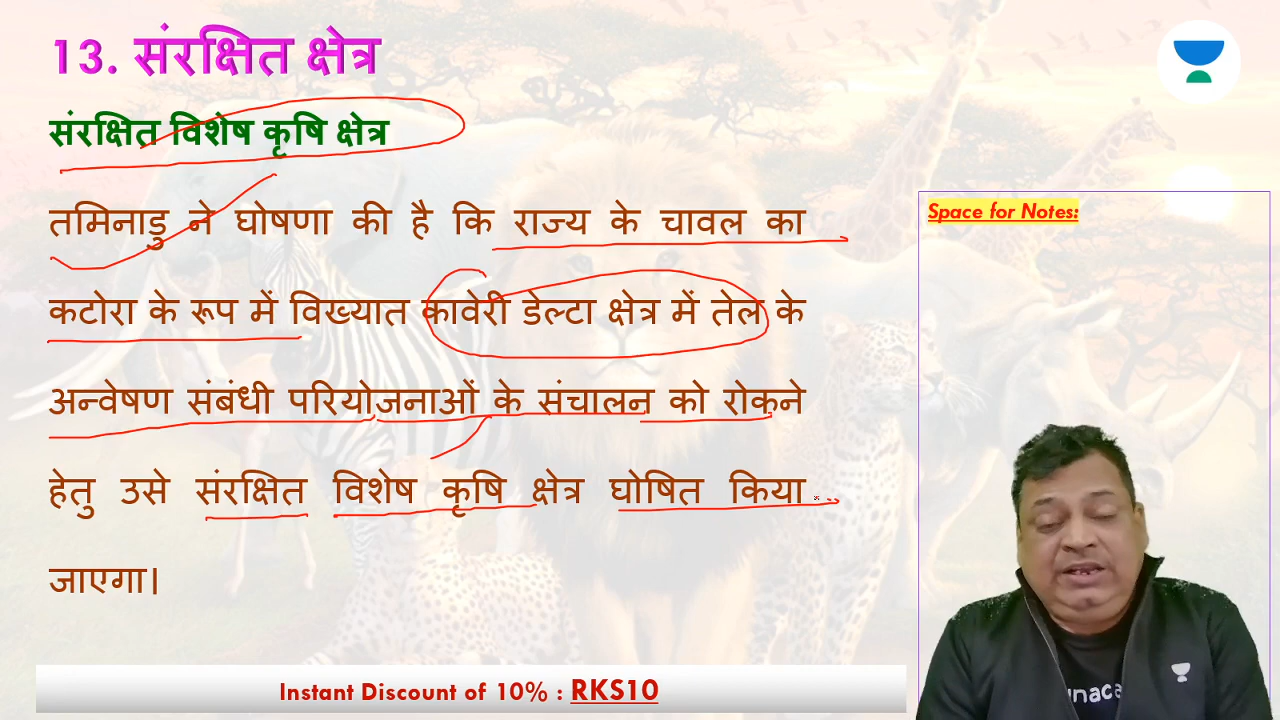 13. संरक्षित क्षेत्र
संरक्षित विशेष कृषि क्षेत्र
तमिनाडु ने घोषणा की है कि राज्य के चावल का
कटोरा के रूप में विख्यात कावेरी डेल्टा क्षेत्र में तेल के
अन्वेषण संबंधी परियोजनाओं के संचालन को रोकने
हेतु उसे संरक्षित विशेष कृषि क्षेत्र घोषित किया
जाएगा।
Space for Notes:
Instant Discount of 10% : RKS10